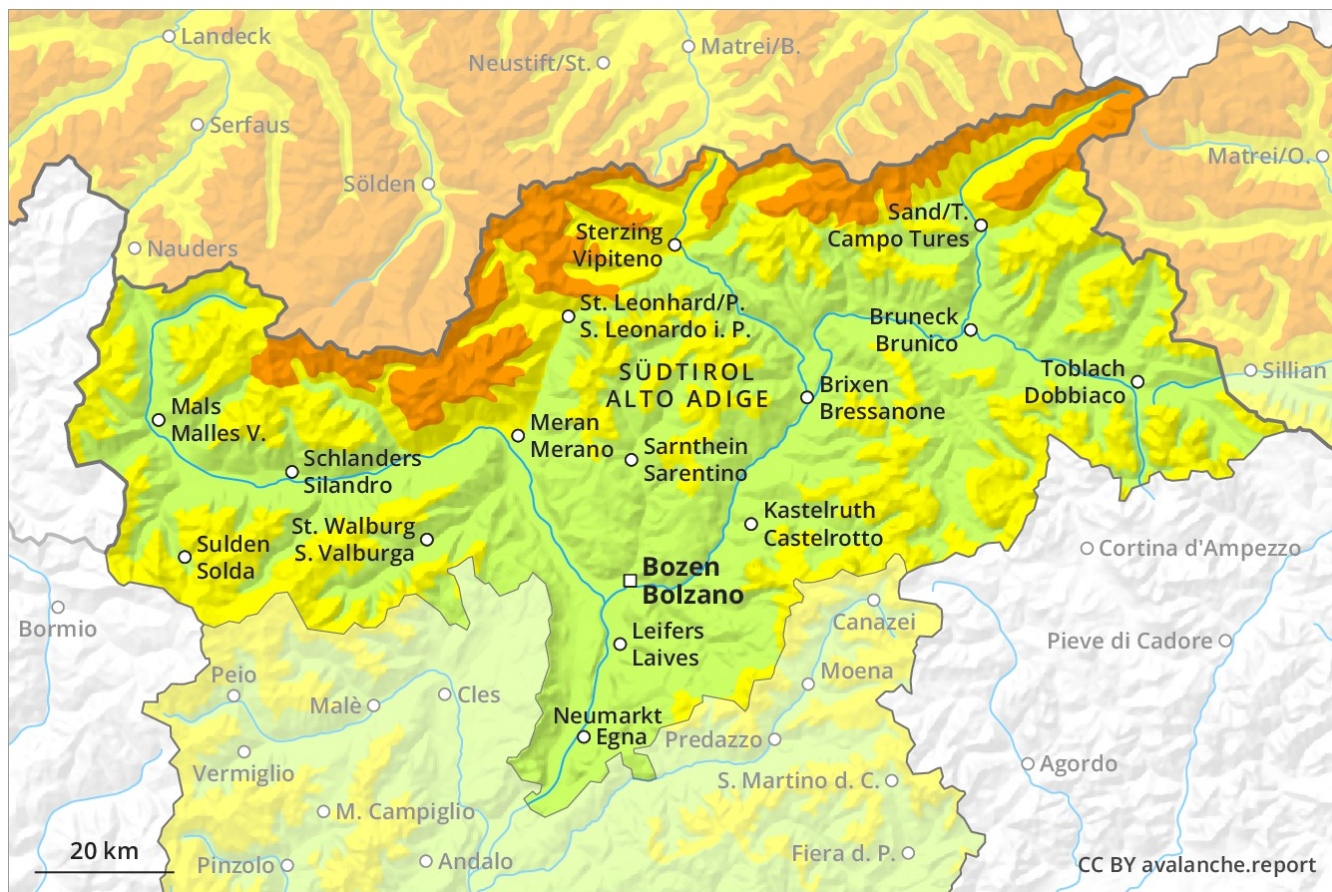 Landeck
Neustift/St.
Matrei/B.
Serfaus
Matrei/O.
Sölden
Nauders
Sand/T.
Campo Tures
Sterzing
Vipiteno
St. Leonhard/P.
S. Leonardo i. P.
Bruneck
Brunico
SÜDTIROL
ALTO ADIGE
Toblach
Dobbiaco
Sillian
Brixen
Bressanone
Mals
Malles V.
Meran
Merano
Sarnthein
Sarentino
Schlanders
Silandro
St. Walburg
S. Valburga
Kastelruth
Castelrotto
Sulden
Solda
Cortina d'Ampezzo
Bozen
Bolzano
Bormio
Leifers
Laives
Canazei
Pieve di Cadore
Peio
Moena
Malè
Cles
Neumarkt
Egna
Predazzo
Vermiglio
Agordo
S. Martino d. C.
M. Campiglio
20 km
Pinzolo
Andalo
Fiera d. P.
CC BY avalanche.report